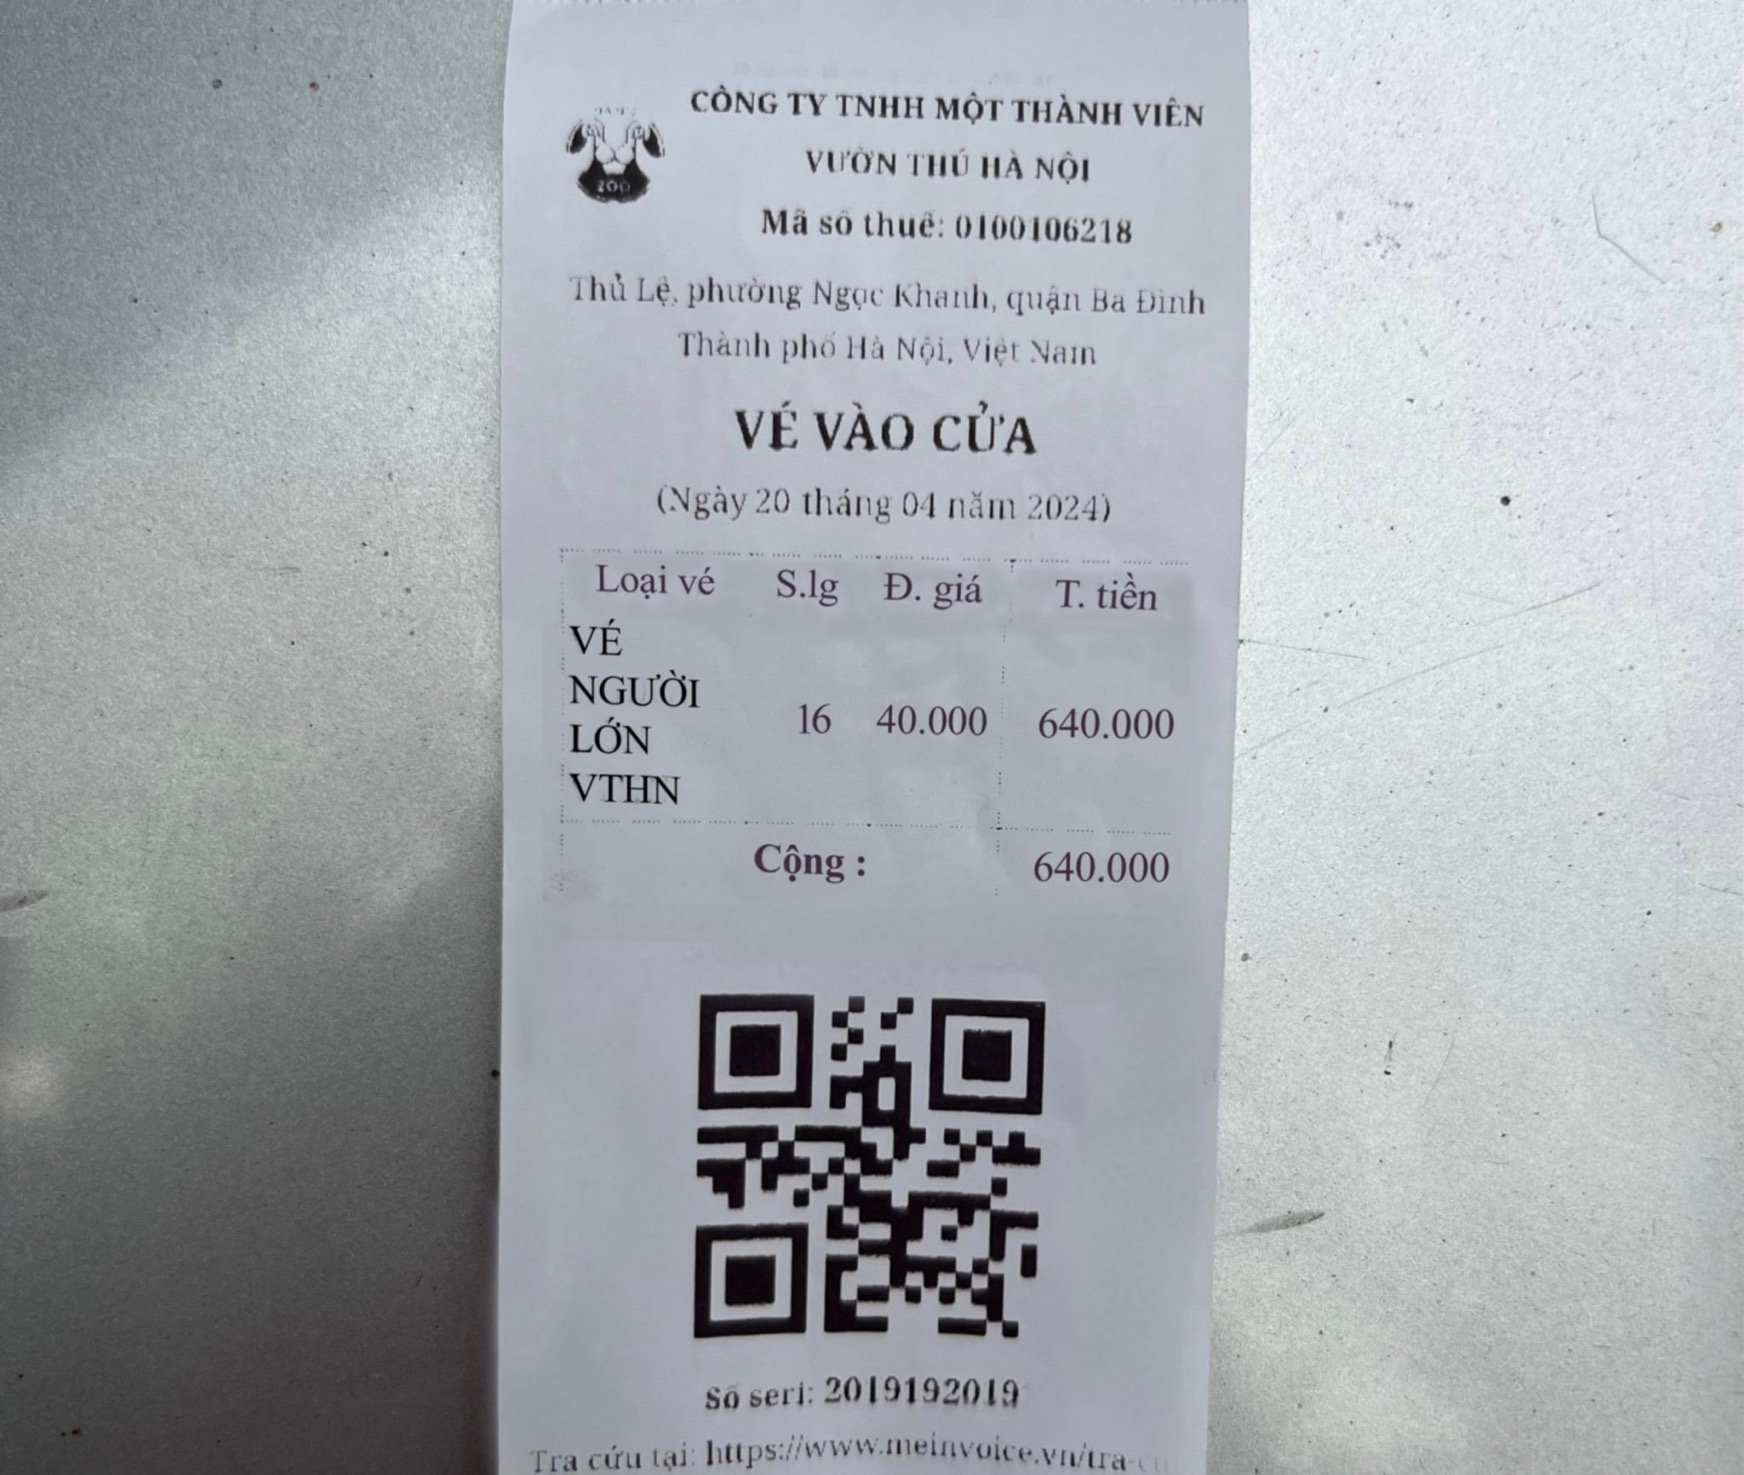 CÔNG TY TNHH MỘT THÀNH VIÊN
VƯỜN THÚ HÀ NỘI
ZOO
Mã số thuế: 0100106218
Thủ Lệ, phường Ngọc Khanh, quận Ba Đình
Thành phố Hà Nội, Việt Nam
VÉ VÀO CỬA
(Ngày 20 tháng 04 năm 2024)
Loại vé S.lg Đ. giá T. tiền
VÉ
NGƯỜI
LỚN
VTHN
16 40.000 640.000
Cộng : 640.000
Số seri: 2019192019
Tra cứu tại: https://www.meinvoice.vn/tra-cu